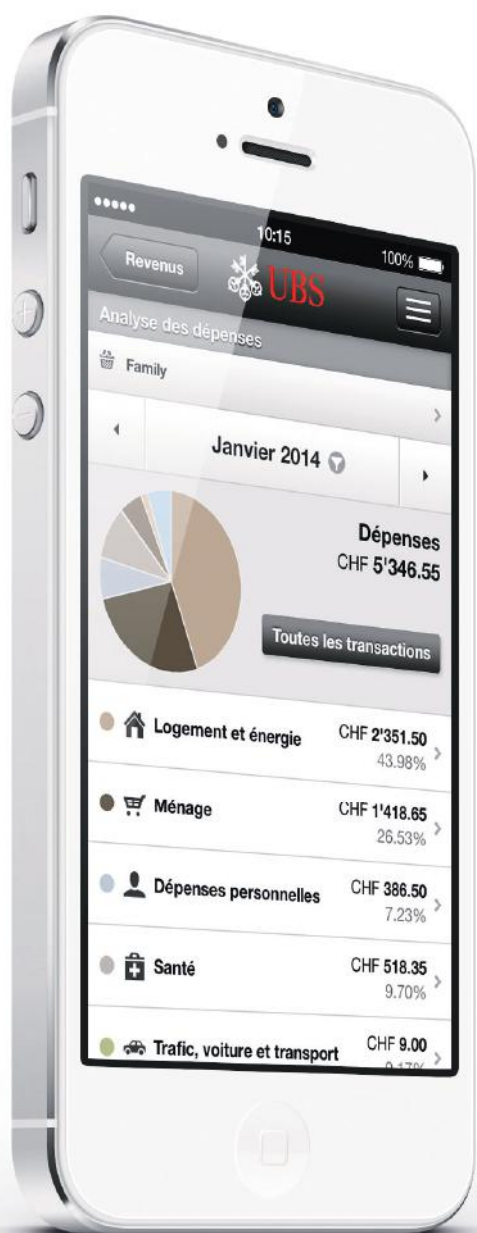 10:15
100%
Revenus
UBS
Analyse des dépenses
Family
Janvier 2014
Dépenses
CHF 5'346.55
Toutes les transactions
Logement et énergie
CHF 2'351.50
43.98%
Ménage
CHF 1'418.65
26.53%
Dépenses personnelles
CHF 386.50
7.23%
Santé
CHF 518.35
9.70%
Trafic, voiture et transport
CHF 9.00